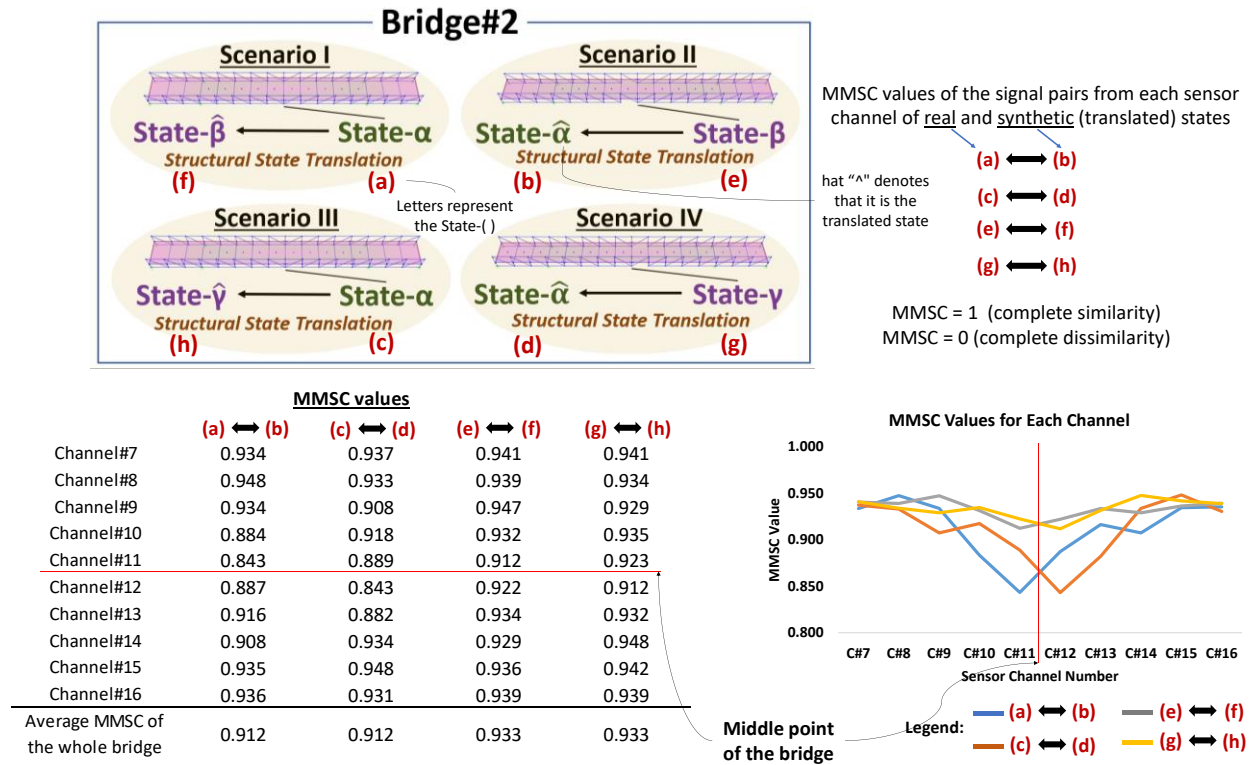 Bridge#2
Scenario I
State-β̂ State-α
Structural State Translation
(f) (a)
Scenario II
State-α̂ State-β
Structural State Translation
(b) (e)
Letters represent
the State-( )
Scenario III
State-γ̂ State-α
Structural State Translation
(h) (c)
Scenario IV
State-α̂ State-γ
Structural State Translation
(d) (g)
MMSC values of the signal pairs from each sensor
channel of real and synthetic (translated) states
(a) (b)
(c) (d)
(e) (f)
(g) (h)
hat “^" denotes
that it is the
translated state
MMSC = 1 (complete similarity)
MMSC = 0 (complete dissimilarity)
MMSC values
(a) (b) (c) (d) (e) (f) (g) (h)
Channel#7 0.934 0.937 0.941 0.941
Channel#8 0.948 0.933 0.939 0.934
Channel#9 0.934 0.908 0.947 0.929
Channel#10 0.884 0.918 0.932 0.935
Channel#11 0.843 0.889 0.912 0.923
Channel#12 0.887 0.843 0.922 0.912
Channel#13 0.916 0.882 0.934 0.932
Channel#14 0.908 0.934 0.929 0.948
Channel#15 0.935 0.948 0.936 0.942
Channel#16 0.936 0.931 0.939 0.939
Average MMSC of
the whole bridge 0.912 0.912 0.933 0.933
Middle point
of the bridge
MMSC Values for Each Channel
MMSC Value
1.000
0.950
0.900
0.850
0.800
C#7 C#8 C#9 C#10 C#11 C#12 C#13 C#14 C#15 C#16
Sensor Channel Number
Legend:
(a) (b) (e) (f)
(c) (d) (g) (h)